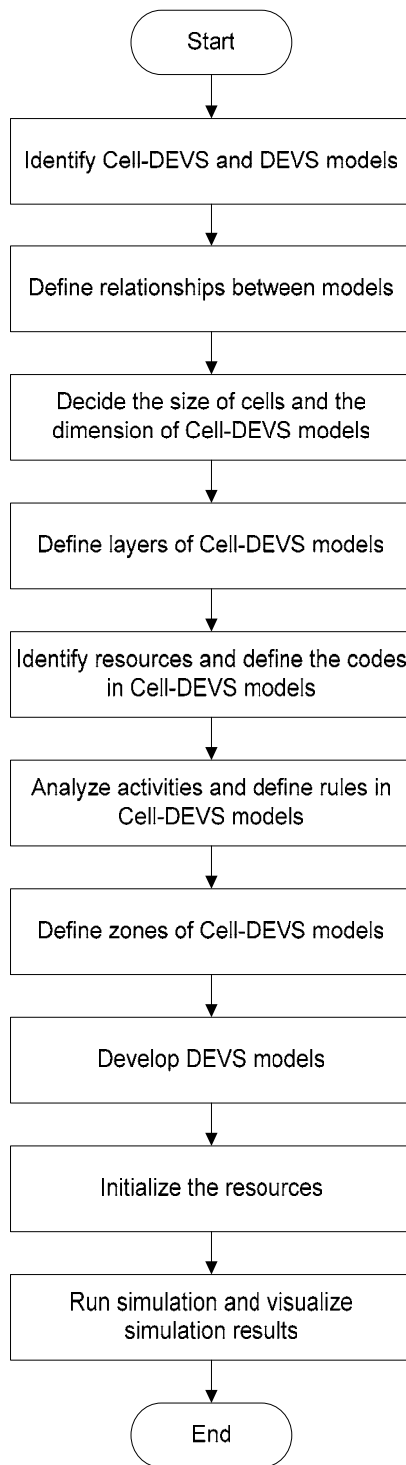 Start
Identify Cell-DEVS and DEVS models
Define relationships between models
Decide the size of cells and the
dimension of Cell-DEVS models
Define layers of Cell-DEVS models
Identify resources and define the codes
in Cell-DEVS models
Analyze activities and define rules in
Cell-DEVS models
Define zones of Cell-DEVS models
Develop DEVS models
Initialize the resources
Run simulation and visualize
simulation results
End